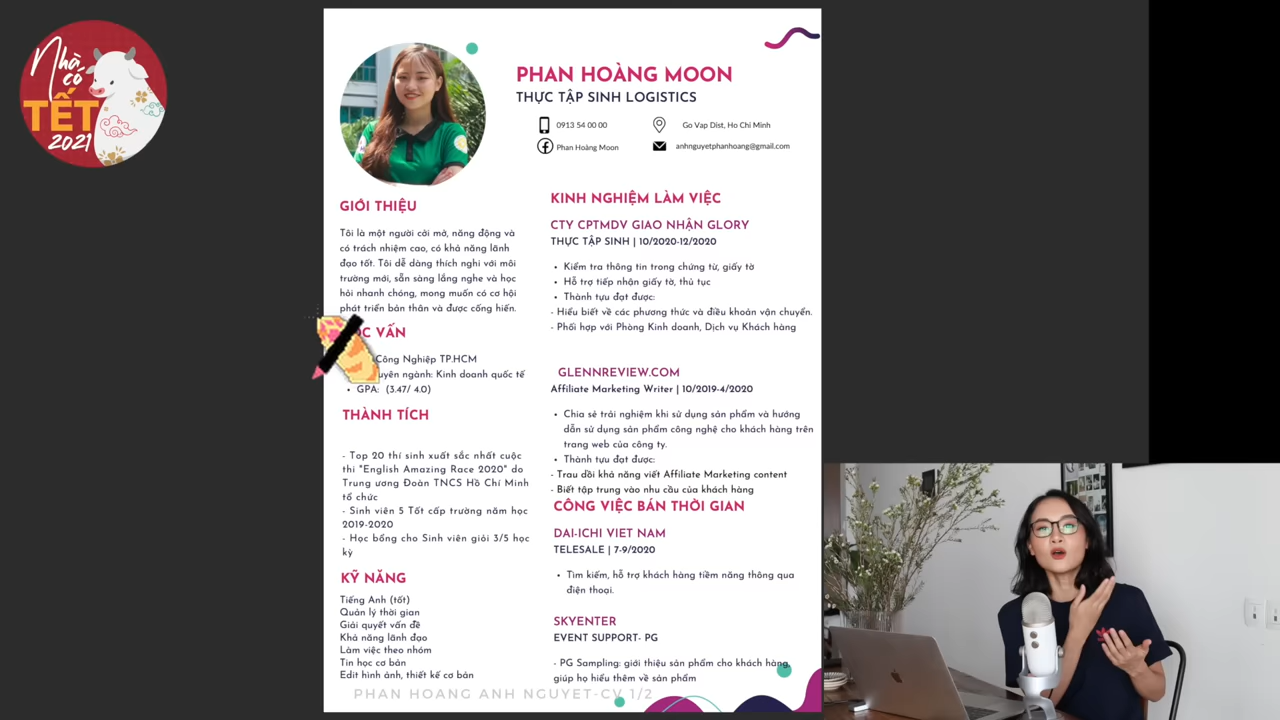 Nhà
có
TẾT
2021
PHAN HOÀNG MOON
THỰC TẬP SINH LOGISTICS
0913 54 00 00
Go Vap Dist, Ho Chi Minh
Phan Hoàng Moon
anhnguyetphanhoang@gmail.com
GIỚI THIỆU
Tôi là một người cởi mở, năng động và
có trách nhiệm cao, có khả năng lãnh
đạo tốt. Tôi dễ dàng thích nghi với môi
trường mới, sẵn sàng lắng nghe và học
hỏi nhanh chóng, mong muốn có cơ hội
phát triển bản thân và được cống hiến.
VẤN
Công Nghiệp TP.HCM
ngành: Kinh doanh quốc tế
• GPA: (3.47/ 4.0)
THÀNH TÍCH
- Top 20 thí sinh xuất sắc nhất cuộc
thi "English Amazing Race 2020" do
Trung ương Đoàn TNCS Hồ Chí Minh
tổ chức
- Sinh viên 5 Tốt cấp trường năm học
2019-2020
- Học bổng cho Sinh viên giỏi 3/5 học
kỳ
KỸ NĂNG
Tiếng Anh (tốt)
Quản lý thời gian
Giải quyết vấn đề
Khả năng lãnh đạo
Làm việc theo nhóm
Tin học cơ bản
Edit hình ảnh, thiết kế cơ bản
KINH NGHIỆM LÀM VIỆC
CTY CPTMDV GIAO NHẬN GLORY
THỰC TẬP SINH | 10/2020-12/2020
• Kiểm tra thông tin trong chứng từ, giấy tờ
• Hỗ trợ tiếp nhận giấy tờ, thủ tục
• Thành tựu đạt được:
- Hiểu biết về các phương thức và điều khoản vận chuyển.
- Phối hợp với Phòng Kinh doanh, Dịch vụ Khách hàng
GLENNREVIEW.COM
Affiliate Marketing Writer | 10/2019-4/2020
• Chia sẻ trải nghiệm khi sử dụng sản phẩm và hướng
dẫn sử dụng sản phẩm công nghệ cho khách hàng trên
trang web của công ty.
• Thành tựu đạt được:
- Trau dồi khả năng viết Affiliate Marketing content
- Biết tập trung vào nhu cầu của khách hàng
CÔNG VIỆC BÁN THỜI GIAN
DAI-ICHI VIET NAM
TELESALE | 7-9/2020
• Tìm kiếm, hỗ trợ khách hàng tiềm năng thông qua
điện thoại.
SKYENTER
EVENT SUPPORT- PG
- PG Sampling: giới thiệu sản phẩm cho khách hàng,
giúp họ hiểu thêm về sản phẩm
PHAN HOANG ANH NGUYET-CV 1/2